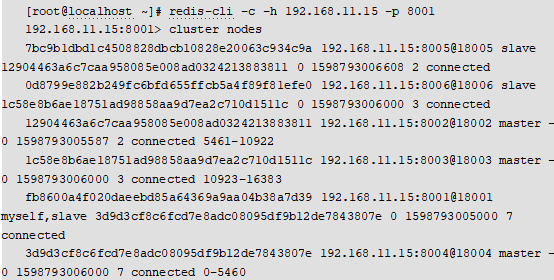 [root@localhost ~]# redis-cli -c -h 192.168.11.15 -p 8001
192.168.11.15:8001> cluster nodes
7bc9b1dbd1c4508828dbcb10828e20063c934c9a 192.168.11.15:8005@18005 slave
12904463a6c7caa958085e008ad0324213883811 0 1598793006608 2 connected
0d8799e882b249fc6bfd655ffcb5a4f89f81efe0 192.168.11.15:8006@18006 slave
1c58e8b6ae18751ad98858aa9d7ea2c710d1511c 0 1598793006000 3 connected
12904463a6c7caa958085e008ad0324213883811 192.168.11.15:8002@18002 master -
0 1598793005587 2 connected 5461-10922
1c58e8b6ae18751ad98858aa9d7ea2c710d1511c 192.168.11.15:8003@18003 master -
0 1598793006000 3 connected 10923-16383
fb8600a4f020daeebd85a64369a9aa04b38a7d39 192.168.11.15:8001@18001
myself,slave 3d9d3cf8c6fcd7e8adc08095df9b12de7843807e 0 1598793005000 7
connected
3d9d3cf8c6fcd7e8adc08095df9b12de7843807e 192.168.11.15:8004@18004 master -
0 1598793006000 7 connected 0-5460